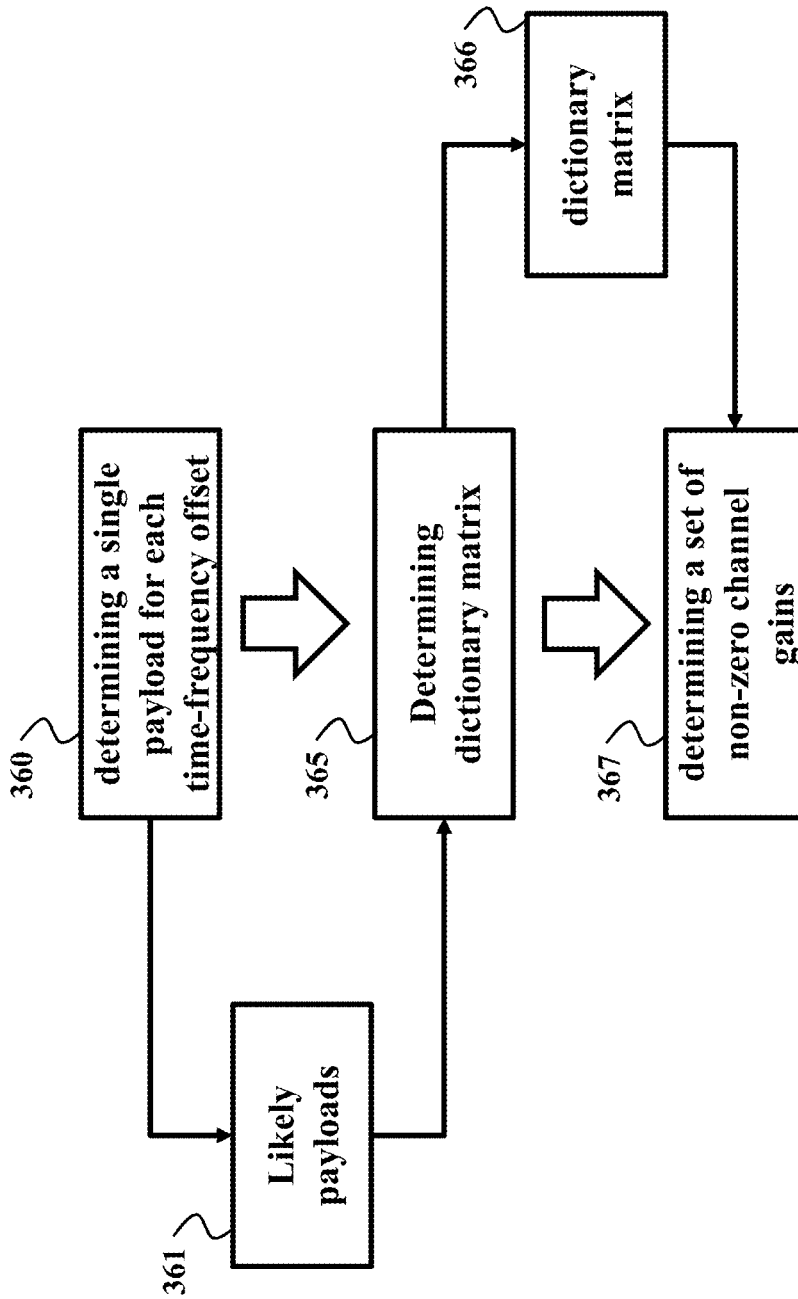 360
determining a single
payload for each
time-frequency offset
361
Likely
payloads
365
Determining
dictionary matrix
366
dictionary
matrix
367
determining a set of
non-zero channel
gains